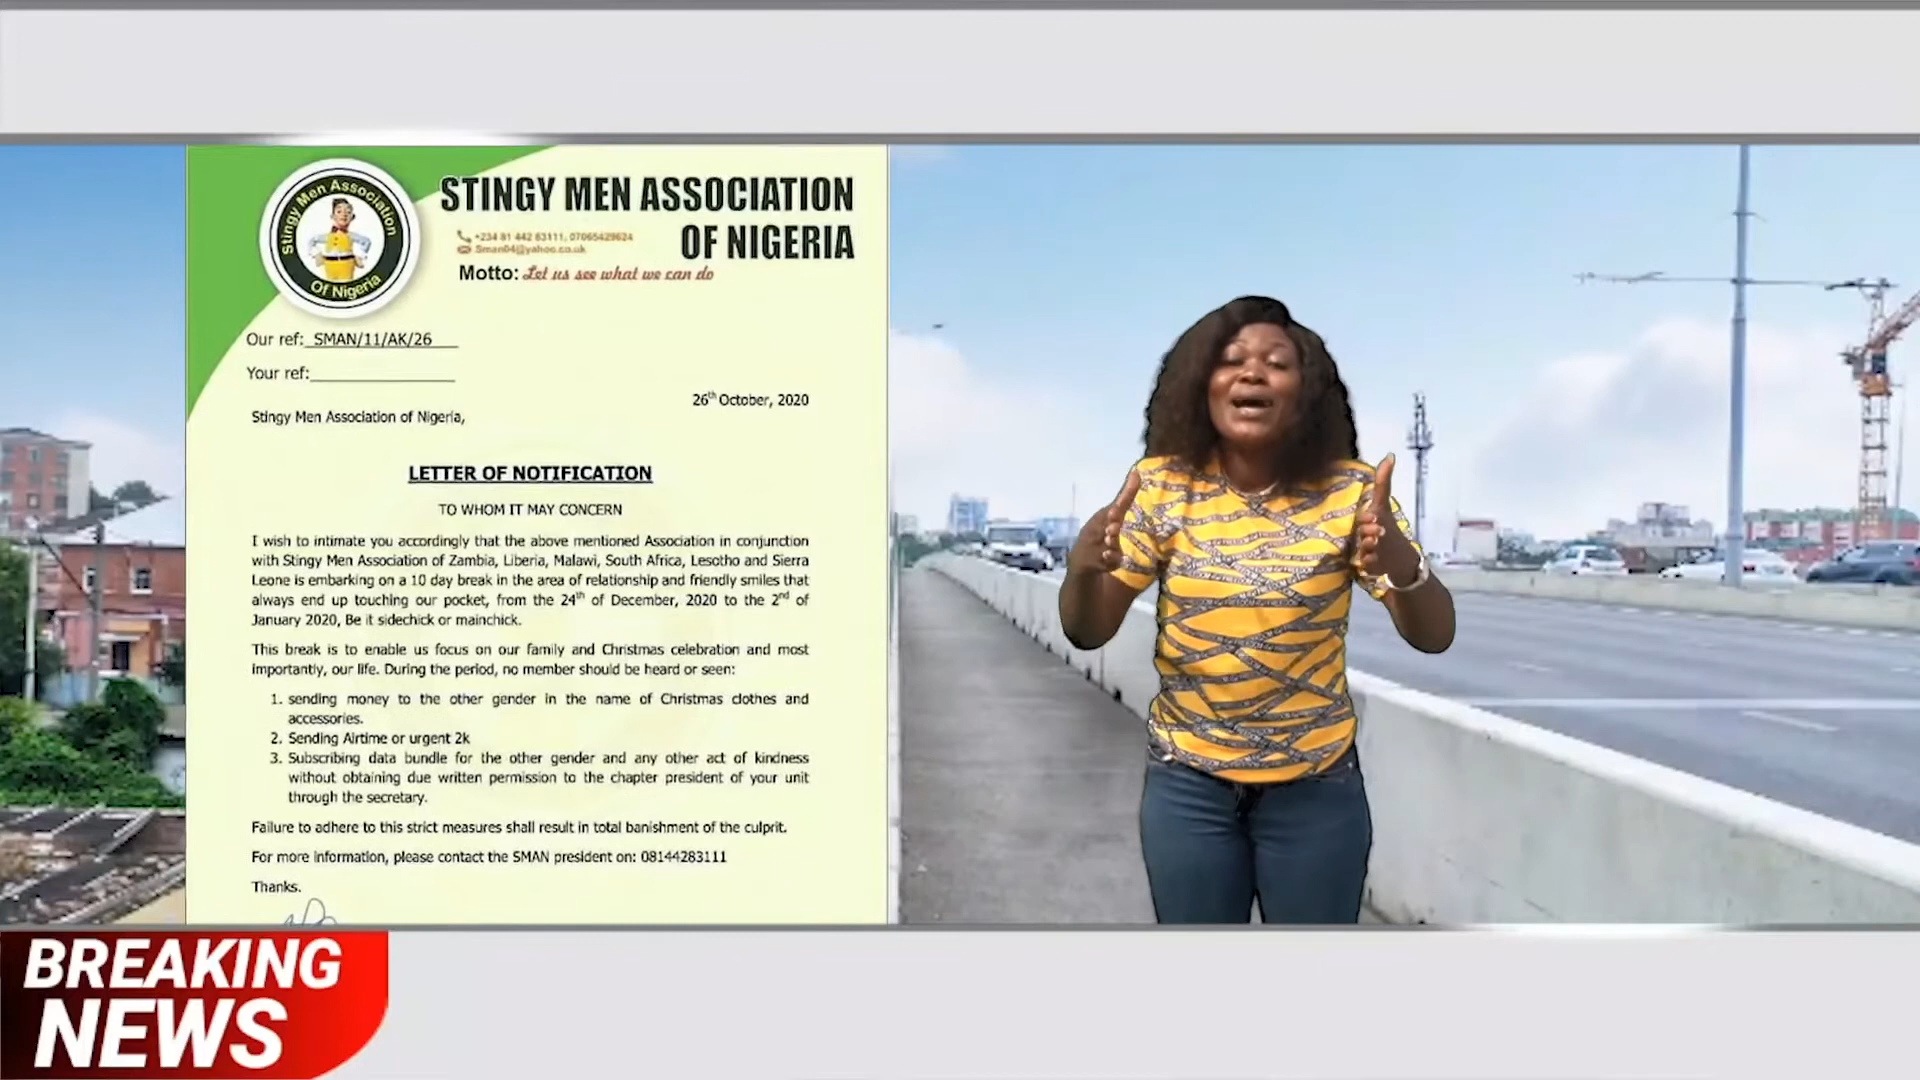 STINGY MEN ASSOCIATION
OF NIGERIA
+234 81 442 83111, 07065429624
Sman04@yahoo.co.uk
Motto: Let us see what we can do
Stingy Men Association
Of Nigeria
Our ref: SMAN/11/AK/26
Your ref:
26th October, 2020
Stingy Men Association of Nigeria,
LETTER OF NOTIFICATION
TO WHOM IT MAY CONCERN
I wish to intimate you accordingly that the above mentioned Association in conjunction
with Stingy Men Association of Zambia, Liberia, Malawi, South Africa, Lesotho and Sierra
Leone is embarking on a 10 day break in the area of relationship and friendly smiles that
always end up touching our pocket, from the 24th of December, 2020 to the 2nd of
January 2020, Be it sidechick or mainchick.
This break is to enable us focus on our family and Christmas celebration and most
importantly, our life. During the period, no member should be heard or seen:
1. sending money to the other gender in the name of Christmas clothes and
accessories.
2. Sending Airtime or urgent 2k
3. Subscribing data bundle for the other gender and any other act of kindness
without obtaining due written permission to the chapter president of your unit
through the secretary.
Failure to adhere to this strict measures shall result in total banishment of the culprit.
For more information, please contact the SMAN president on: 08144283111
Thanks.
BREAKING
NEWS